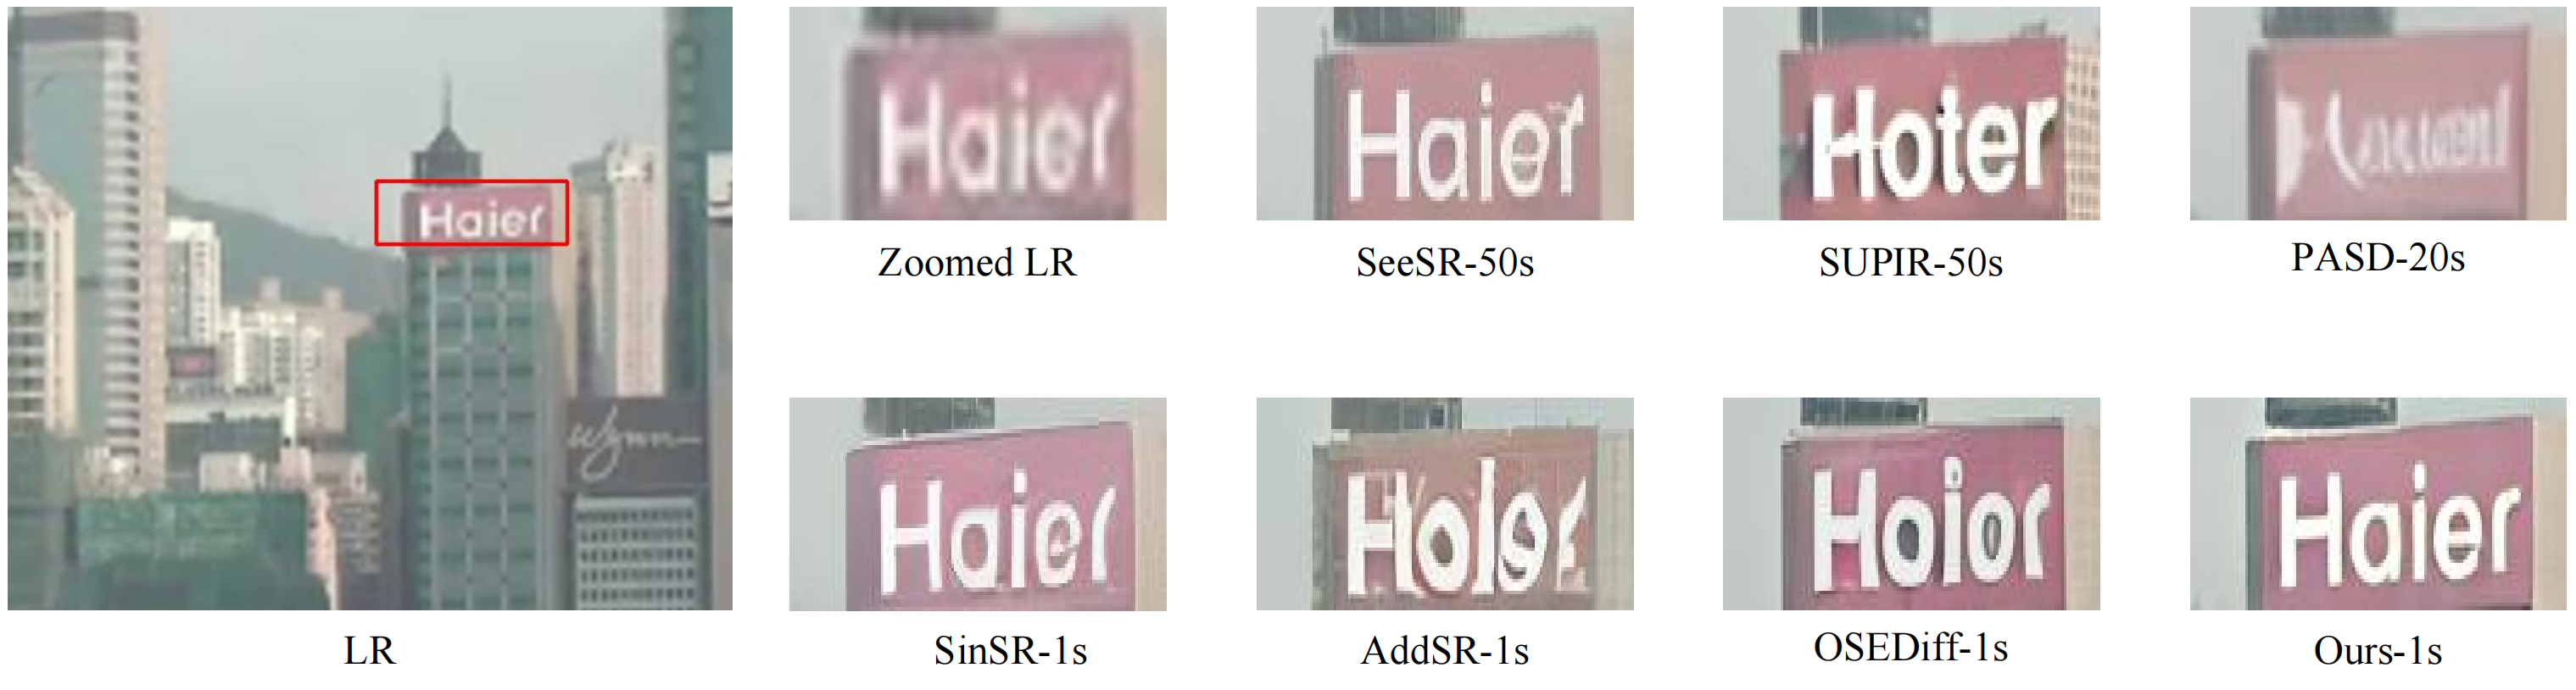 Haier
wynn
Haier
Haier
Hoter
Zoomed LR
SeeSR-50s
SUPIR-50s
PASD-20s
Haier
Holer
Hoior
Haier
LR
SinSR-1s
AddSR-1s
OSEDiff-1s
Ours-1s